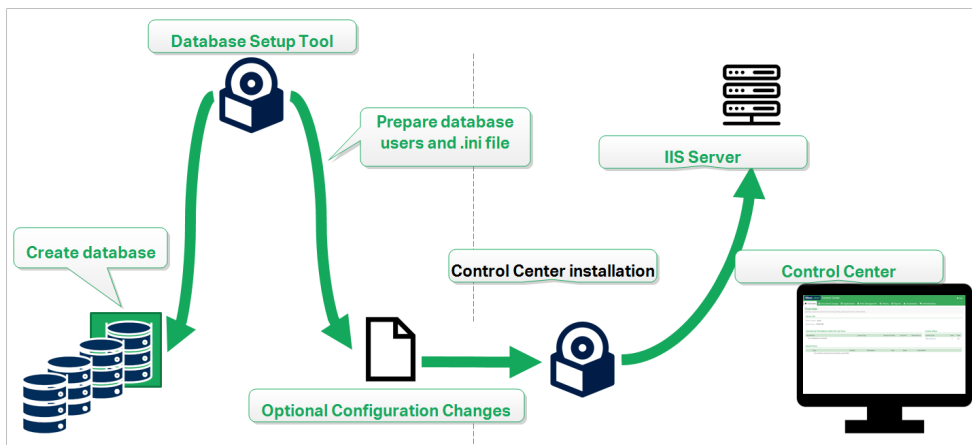 Database Setup Tool
Prepare database
users and .ini file
IIS Server
Create database
Control Center installation
Control Center
Optional Configuration Changes